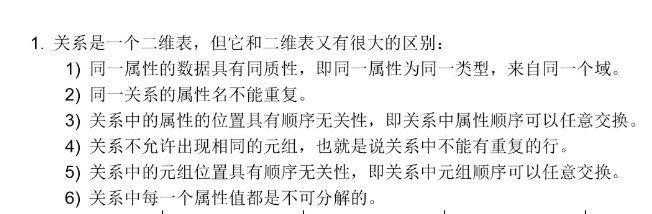 1. 关系是一个二维表，但它和二维表又有很大的区别：
1) 同一属性的数据具有同质性，即同一属性为同一类型，来自同一个域。
2) 同一关系的属性名不能重复。
3) 关系中的属性的位置具有顺序无关性，即关系中属性顺序可以任意交换。
4) 关系不允许出现相同的元组，也就是说关系中不能有重复的行。
5) 关系中的元组位置具有顺序无关性，即关系中元组顺序可以任意交换。
6) 关系中每一个属性值都是不可分解的。